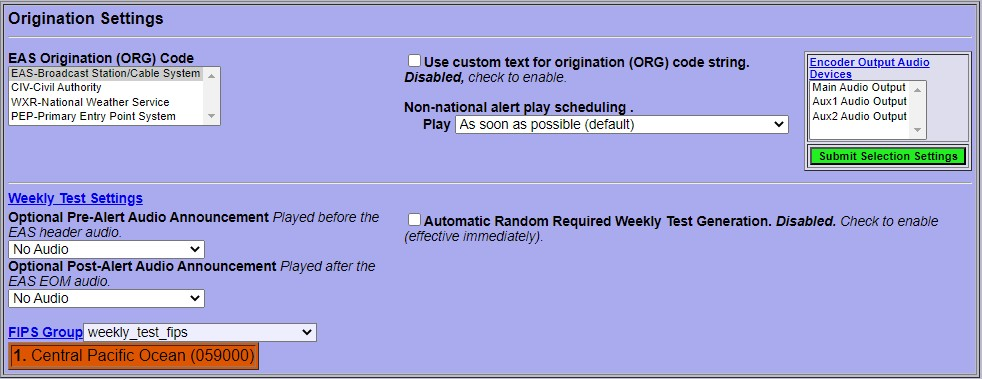 Origination Settings
EAS Origination (ORG) Code
EAS-Broadcast Station/Cable System
CIV-Civil Authority
WXR-National Weather Service
PEP-Primary Entry Point System
Use custom text for origination (ORG) code string.
Disabled, check to enable.
Non-national alert play scheduling .
Play As soon as possible (default)
Encoder Output Audio
Devices
Main Audio Output
Aux1 Audio Output
Aux2 Audio Output
Submit Selection Settings
Weekly Test Settings
Optional Pre-Alert Audio Announcement Played before the
EAS header audio.
No Audio
Optional Post-Alert Audio Announcement Played after the
EAS EOM audio.
No Audio
Automatic Random Required Weekly Test Generation. Disabled. Check to enable
(effective immediately).
FIPS Group weekly_test_fips
1. Central Pacific Ocean (059000)